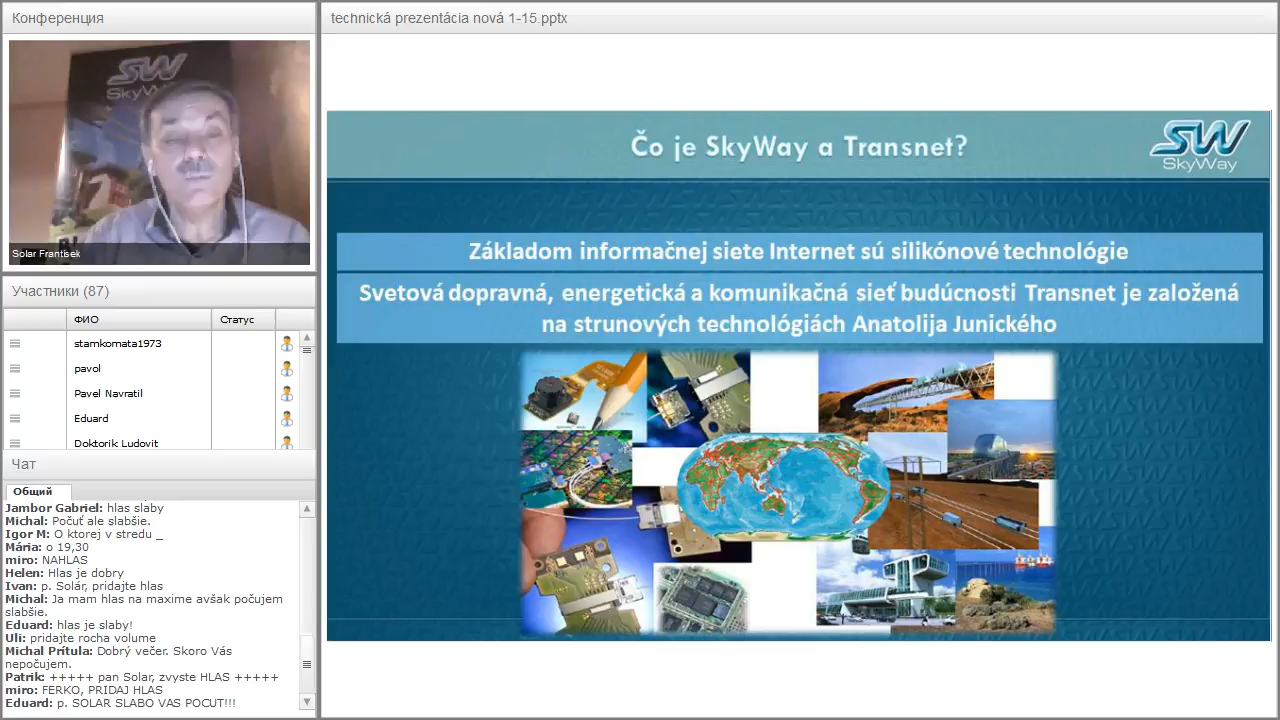 Конференция
SW
SkyWay
Solar František
Участники (87)
ФИО
Статус
stamkomata1973
pavol
Pavel Navratil
Eduard
Doktorik Ludovit
Чат
Общий
Jambor Gabriel: hlas slaby
Michal: Počuť ale slabšie.
Igor M: O ktorej v stredu _
Mária: o 19,30
miro: NAHLAS
Helen: Hlas je dobry
Ivan: p. Solár, pridajte hlas
Michal: Ja mam hlas na maxime avšak počujem
slabšie.
Eduard: hlas je slaby!
Uli: pridajte rocha volume
Michal Prítula: Dobrý večer. Skoro Vás
nepočujem.
Patrik: +++++ pan Solar, zvyste HLAS +++++
miro: FERKO, PRIDAJ HLAS
Eduard: p. SOLAR SLABO VAS POCUT!!!
technická prezentácia nová 1-15.pptx
Čo je SkyWay a Transnet?
SW
SkyWay
Základom informačnej siete Internet sú silikónové technológie
Svetová dopravná, energetická a komunikačná sieť budúcnosti Transnet je založená
na strunových technológiách Anatolija Junického